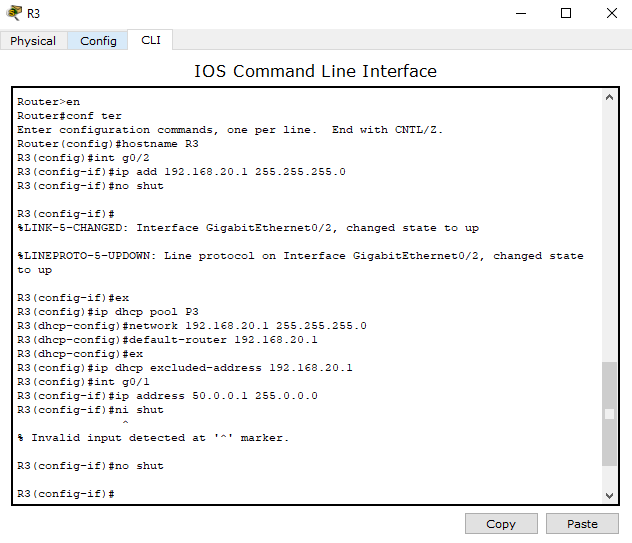 R3
Physical Config CLI
IOS Command Line Interface
Router>en
Router#conf ter
Enter configuration commands, one per line.  End with CNTL/Z.
Router(config)#hostname R3
R3(config)#int g0/2
R3(config-if)#ip add 192.168.20.1 255.255.255.0
R3(config-if)#no shut
R3(config-if)#
%LINK-5-CHANGED: Interface GigabitEthernet0/2, changed state to up
%LINEPROTO-5-UPDOWN: Line protocol on Interface GigabitEthernet0/2, changed state
to up
R3(config-if)#ex
R3(config)#ip dhcp pool P3
R3(dhcp-config)#network 192.168.20.1 255.255.255.0
R3(dhcp-config)#default-router 192.168.20.1
R3(dhcp-config)#ex
R3(config)#ip dhcp excluded-address 192.168.20.1
R3(config)#int g0/1
R3(config-if)#ip address 50.0.0.1 255.0.0.0
R3(config-if)#ni shut
^
% Invalid input detected at '^' marker.
R3(config-if)#no shut
R3(config-if)#
Copy Paste